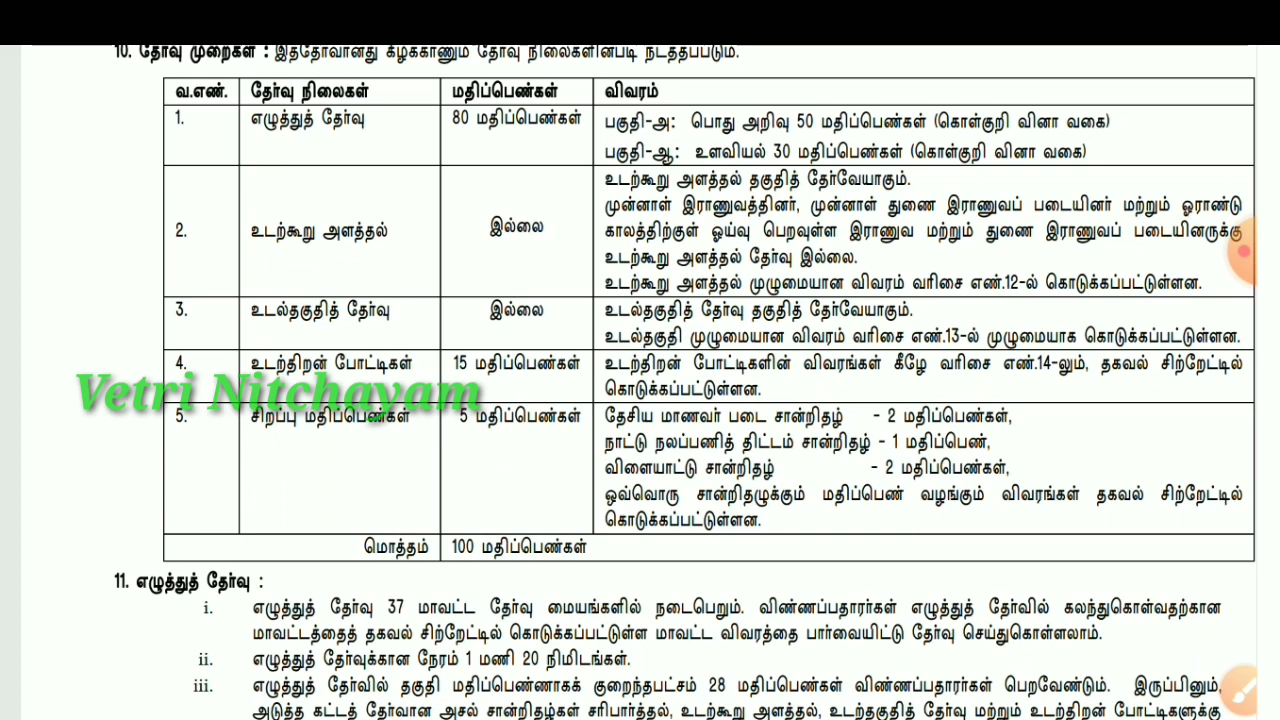 10. தேர்வு முறைகள் : இத்தேர்வானது கீழ்க்காணும் தேர்வு நிலைகளின்படி நடத்தப்படும்.
வ.எண். தேர்வு நிலைகள் மதிப்பெண்கள் விவரம்
1. எழுத்துத் தேர்வு 80 மதிப்பெண்கள் பகுதி-அ: பொது அறிவு 50 மதிப்பெண்கள் (கொள்குறி வினா வகை)
பகுதி-ஆ: உளவியல் 30 மதிப்பெண்கள் (கொள்குறி வினா வகை)
உடற்கூறு அளத்தல் தகுதித் தேர்வேயாகும்.
முன்னாள் இராணுவத்தினர், முன்னாள் துணை இராணுவப் படையினர் மற்றும் ஓராண்டு
2. உடற்கூறு அளத்தல் இல்லை காலத்திற்குள் ஓய்வு பெறவுள்ள இராணுவ மற்றும் துணை இராணுவப் படையினருக்கு
உடற்கூறு அளத்தல் தேர்வு இல்லை.
உடற்கூறு அளத்தல் முழுமையான விவரம் வரிசை எண்.12-ல் கொடுக்கப்பட்டுள்ளன.
3. உடல்தகுதித் தேர்வு இல்லை உடல்தகுதித் தேர்வு தகுதித் தேர்வேயாகும்.
உடல்தகுதி முழுமையான விவரம் வரிசை எண்.13-ல் முழுமையாக கொடுக்கப்பட்டுள்ளன.
4. உடற்திறன் போட்டிகள் 15 மதிப்பெண்கள் உடற்திறன் போட்டிகளின் விவரங்கள் கீழே வரிசை எண்.14-லும், தகவல் சிற்றேட்டில்
கொடுக்கப்பட்டுள்ளன.
Vetri Nitchayam
5. சிறப்பு மதிப்பெண்கள் 5 மதிப்பெண்கள் தேசிய மாணவர் படை சான்றிதழ் - 2 மதிப்பெண்கள்,
நாட்டு நலப்பணித் திட்டம் சான்றிதழ் - 1 மதிப்பெண்,
விளையாட்டு சான்றிதழ் - 2 மதிப்பெண்கள்,
ஒவ்வொரு சான்றிதழுக்கும் மதிப்பெண் வழங்கும் விவரங்கள் தகவல் சிற்றேட்டில்
கொடுக்கப்பட்டுள்ளன.
மொத்தம் 100 மதிப்பெண்கள்
11. எழுத்துத் தேர்வு :
i. எழுத்துத் தேர்வு 37 மாவட்ட தேர்வு மையங்களில் நடைபெறும். விண்ணப்பதாரர்கள் எழுத்துத் தேர்வில் கலந்துகொள்வதற்கான
மாவட்டத்தைத் தகவல் சிற்றேட்டில் கொடுக்கப்பட்டுள்ள மாவட்ட விவரத்தை பார்வையிட்டு தேர்வு செய்துகொள்ளலாம்.
ii. எழுத்துத் தேர்வுக்கான நேரம் 1 மணி 20 நிமிடங்கள்.
iii. எழுத்துத் தேர்வில் தகுதி மதிப்பெண்ணாகக் குறைந்தபட்சம் 28 மதிப்பெண்கள் விண்ணப்பதாரர்கள் பெறவேண்டும். இருப்பினும்,
அடுத்த கட்டத் தேர்வான அசல் சான்றிதழ்கள் சரிபார்த்தல், உடற்கூறு அளத்தல், உடற்தகுதித் தேர்வு மற்றும் உடற்திறன் போட்டிகளுக்கு